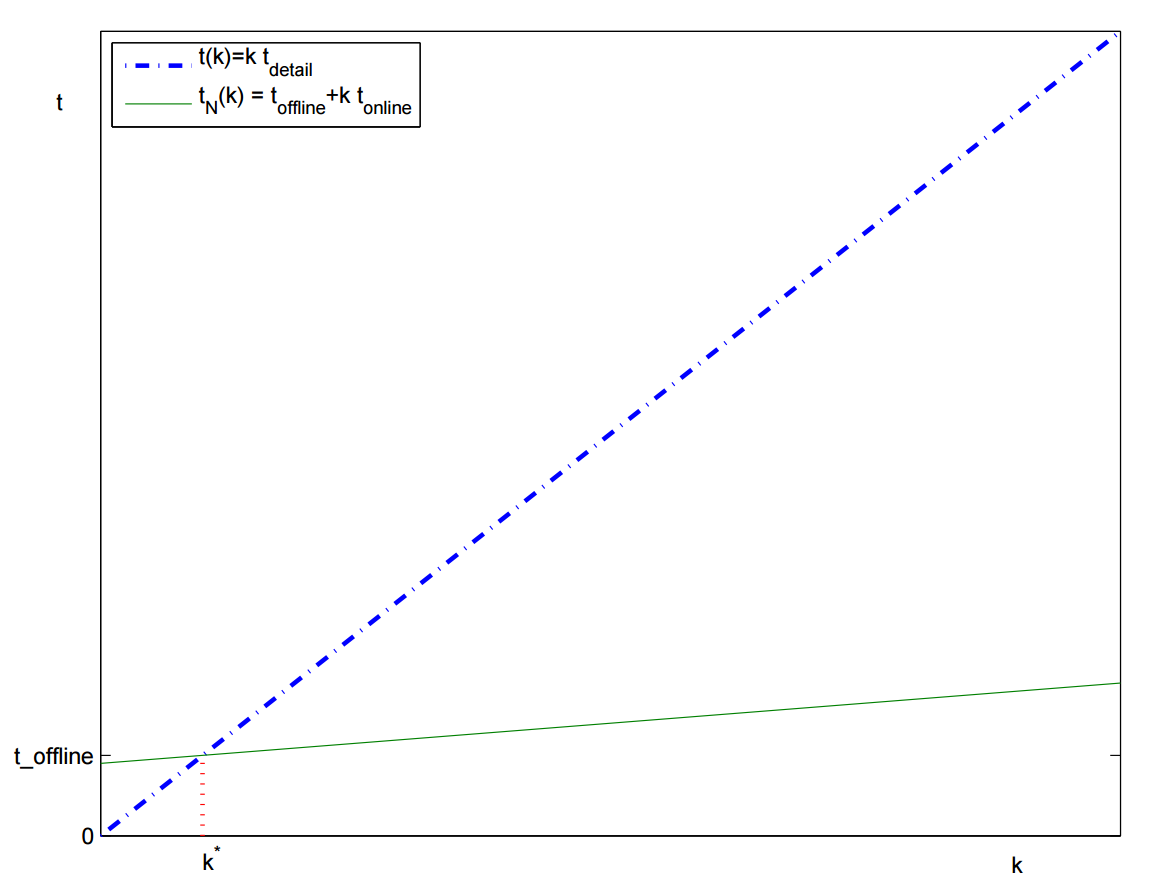 t(k)=k t_detail
t_N(k) = t_offline+k t_online
t
t_offline
0
k*
k